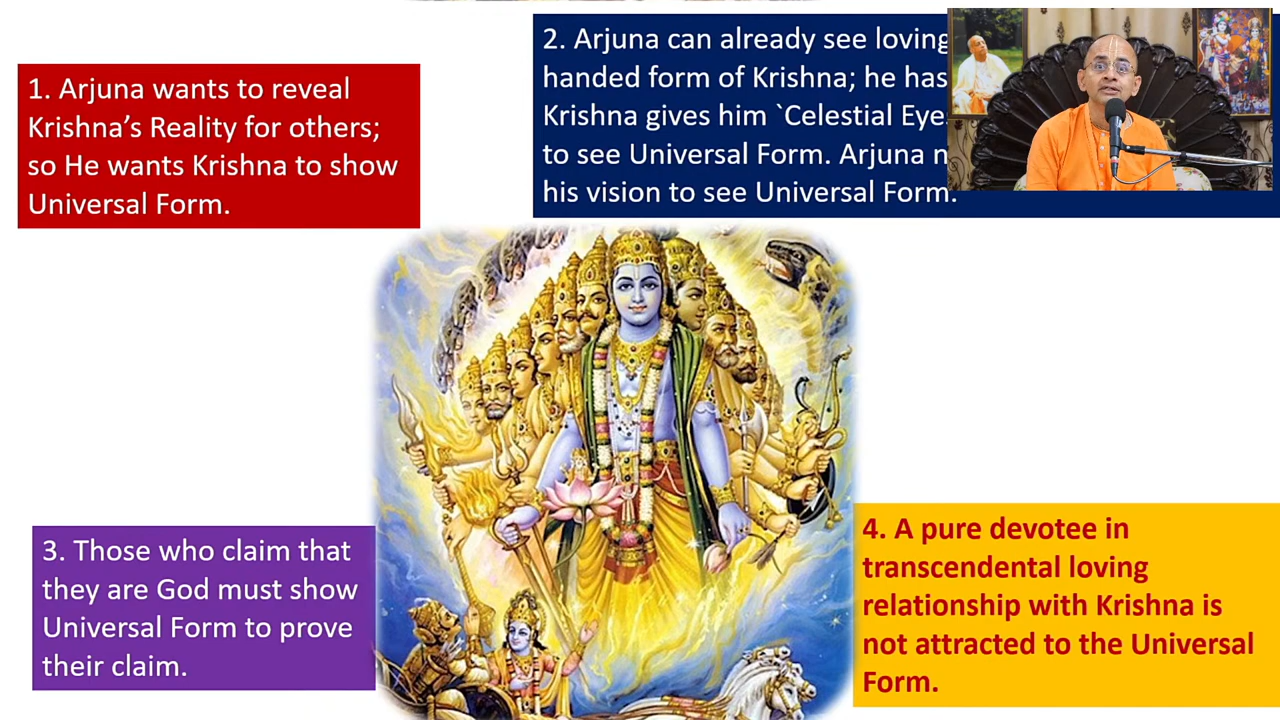 1. Arjuna wants to reveal
Krishna's Reality for others;
so He wants Krishna to show
Universal Form.
2. Arjuna can already see loving
handed form of Krishna; he has
Krishna gives him `Celestial
to see Universal Form. Arjuna
his vision to see Universal Form.
3. Those who claim that
they are God must show
Universal Form to prove
their claim.
4. A pure devotee in
transcendental loving
relationship with Krishna is
not attracted to the Universal
Form.